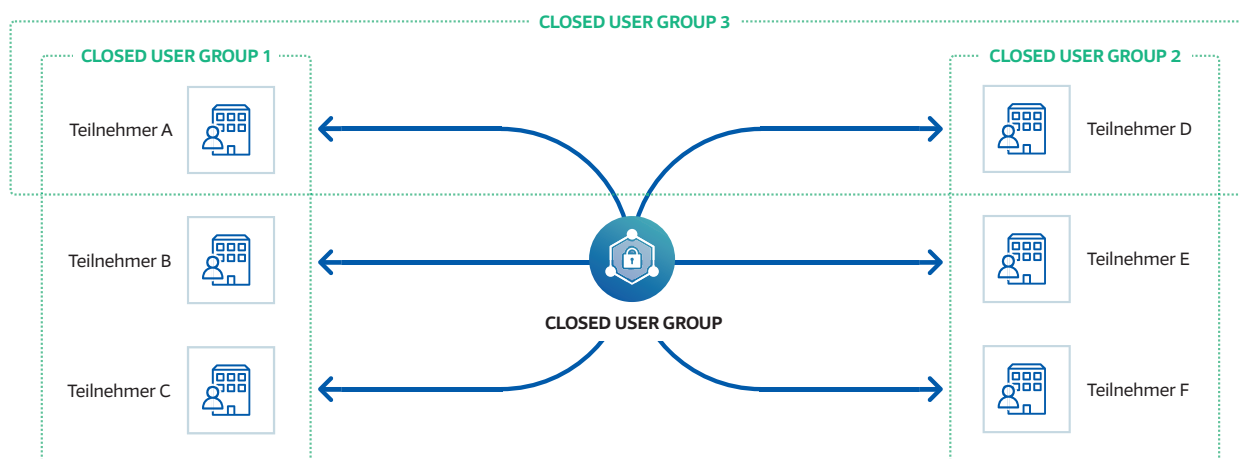 CLOSED USER GROUP 3
CLOSED USER GROUP 1
CLOSED USER GROUP 2
Teilnehmer A
Teilnehmer D
Teilnehmer B
Teilnehmer E
CLOSED USER GROUP
Teilnehmer C
Teilnehmer F